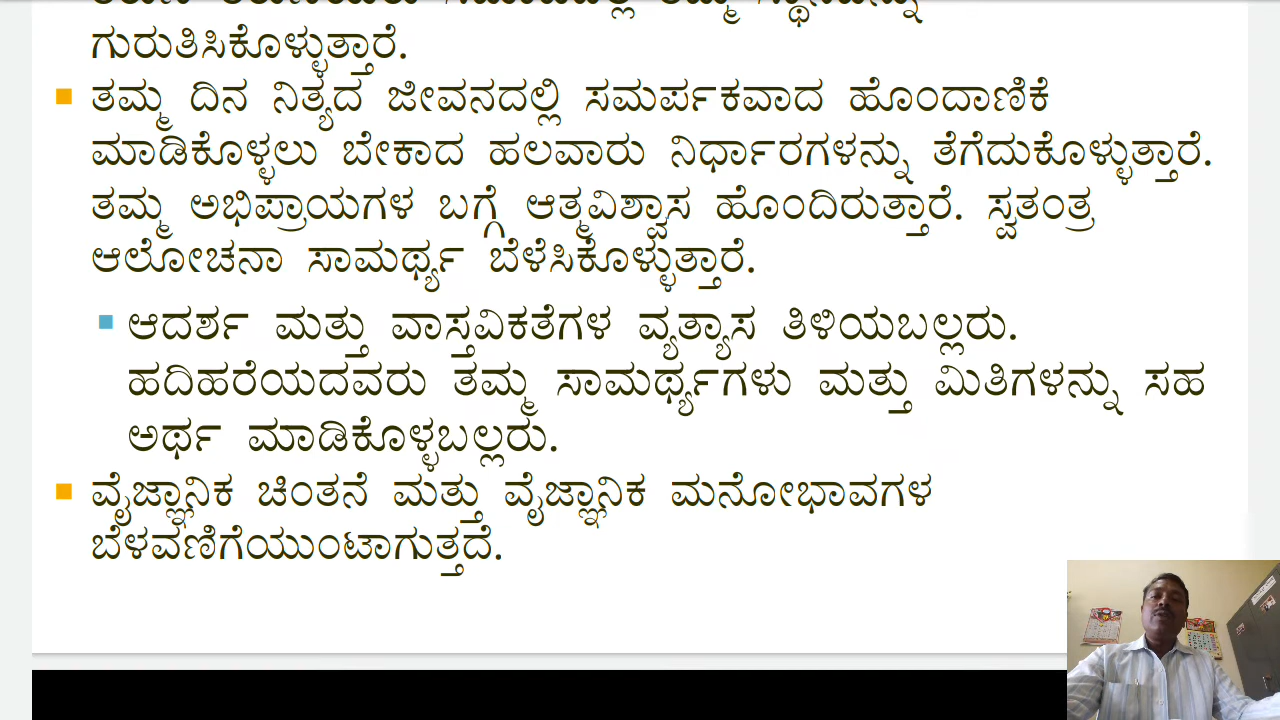 ಗುರುತಿಸಿಕೊಳ್ಳುತ್ತಾರೆ.
ತಮ್ಮ ದಿನ ನಿತ್ಯದ ಜೀವನದಲ್ಲಿ ಸಮರ್ಪಕವಾದ ಹೊಂದಾಣಿಕೆ
ಮಾಡಿಕೊಳ್ಳಲು ಬೇಕಾದ ಹಲವಾರು ನಿರ್ಧಾರಗಳನ್ನು ತೆಗೆದುಕೊಳ್ಳುತ್ತಾರೆ.
ತಮ್ಮ ಅಭಿಪ್ರಾಯಗಳ ಬಗ್ಗೆ ಆತ್ಮವಿಶ್ವಾಸ ಹೊಂದಿರುತ್ತಾರೆ. ಸ್ವತಂತ್ರ
ಆಲೋಚನಾ ಸಾಮರ್ಥ್ಯ ಬೆಳೆಸಿಕೊಳ್ಳುತ್ತಾರೆ.
ಆದರ್ಶ ಮತ್ತು ವಾಸ್ತವಿಕತೆಗಳ ವ್ಯತ್ಯಾಸ ತಿಳಿಯಬಲ್ಲರು.
ಹದಿಹರೆಯದವರು ತಮ್ಮ ಸಾಮರ್ಥ್ಯಗಳು ಮತ್ತು ಮಿತಿಗಳನ್ನು ಸಹ
ಅರ್ಥ ಮಾಡಿಕೊಳ್ಳಬಲ್ಲರು.
ವೈಜ್ಞಾನಿಕ ಚಿಂತನೆ ಮತ್ತು ವೈಜ್ಞಾನಿಕ ಮನೋಭಾವಗಳ
ಬೆಳವಣಿಗೆಯುಂಟಾಗುತ್ತದೆ.